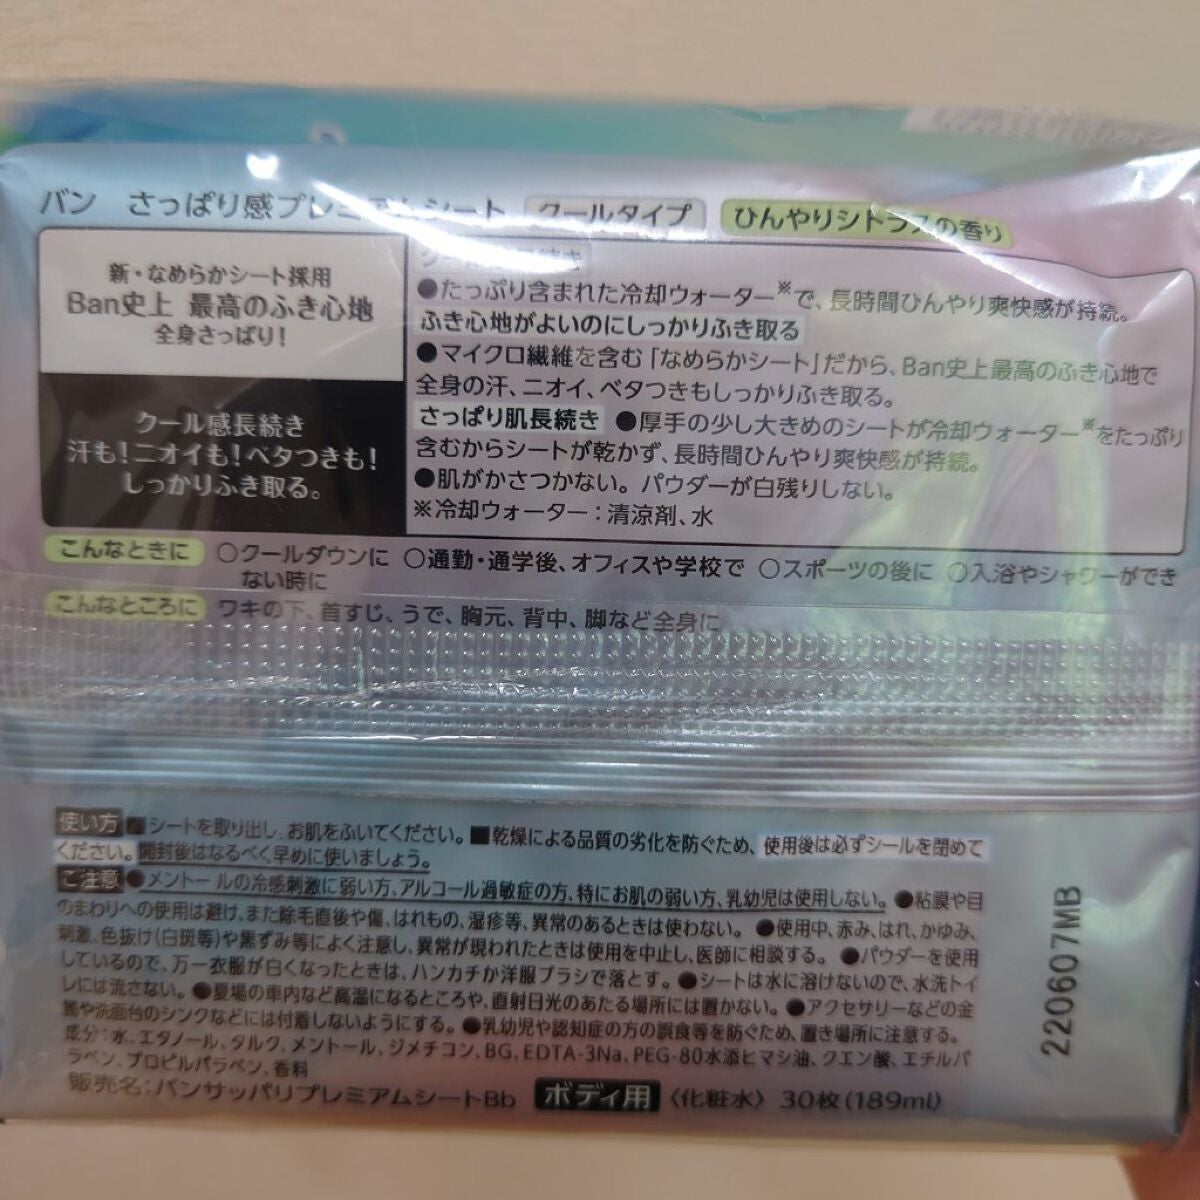 バン さっぱり感プレミアムシート クールタイプ ひんやりシトラスの香り
新・なめらかシート採用
Ban史上 最高のふき心地
全身さっぱり!
クール感長続き
汗も!ニオイも!ベタつきも!
しっかりふき取る。
クール感長続き
●たっぷり含まれた冷却ウォーター※で、長時間ひんやり爽快感が持続。
ふき心地がよいのにしっかりふき取る
●マイクロ繊維を含む「なめらかシート」だから、Ban史上最高のふき心地で
全身の汗、ニオイ、ベタつきもしっかりふき取る。
さっぱり肌長続き ●厚手の少し大きめのシートが冷却ウォーター※をたっぷり
含むからシートが乾かず、長時間ひんやり爽快感が持続。
●肌がかさつかない。パウダーが白残りしない。
※冷却ウォーター:清涼剤、水
こんなときに ○クールダウンに ○通勤・通学後、オフィスや学校で ○スポーツの後に ○入浴やシャワーができ
ない時に
こんなところに ワキの下、首すじ、うで、胸元、背中、脚など全身に
使い方 ■シートを取り出し、お肌をふいてください。■乾燥による品質の劣化を防ぐため、使用後は必ずシールを閉めて
ください。開封後はなるべく早めに使いましょう。
ご注意 ●メントールの冷感刺激に弱い方、アルコール過敏症の方、特にお肌の弱い方、乳幼児は使用しない。●粘膜や目
のまわりへの使用は避け、また除毛直後や傷、はれもの、湿疹等、異常のあるときは使わない。●使用中、赤み、はれ、かゆみ、
刺激、色抜け(白斑等)や黒ずみ等によく注意し、異常が現われたときは使用を中止し、医師に相談する。●パウダーを使用
しているので、万一衣服が白くなったときは、ハンカチか洋服ブラシで落とす。●シートは水に溶けないので、水洗トイ
レには流さない。●夏場の車内など高温になるところや、直射日光のあたる場所には置かない。●アクセサリーなどの金
属や洗面台のシンクなどには付着しないようにする。●乳幼児や認知症の方の誤食等を防ぐため、置き場所に注意する。
成分:水、エタノール、タルク、メントール、ジメチコン、BG、EDTA-3Na、PEG-80水添ヒマシ油、クエン酸、エチルパ
ラベン、プロピルパラベン、香料
販売名:バンサッパリプレミアムシートBb ボディ用 〈化粧水〉 30枚(189ml)
220607MB